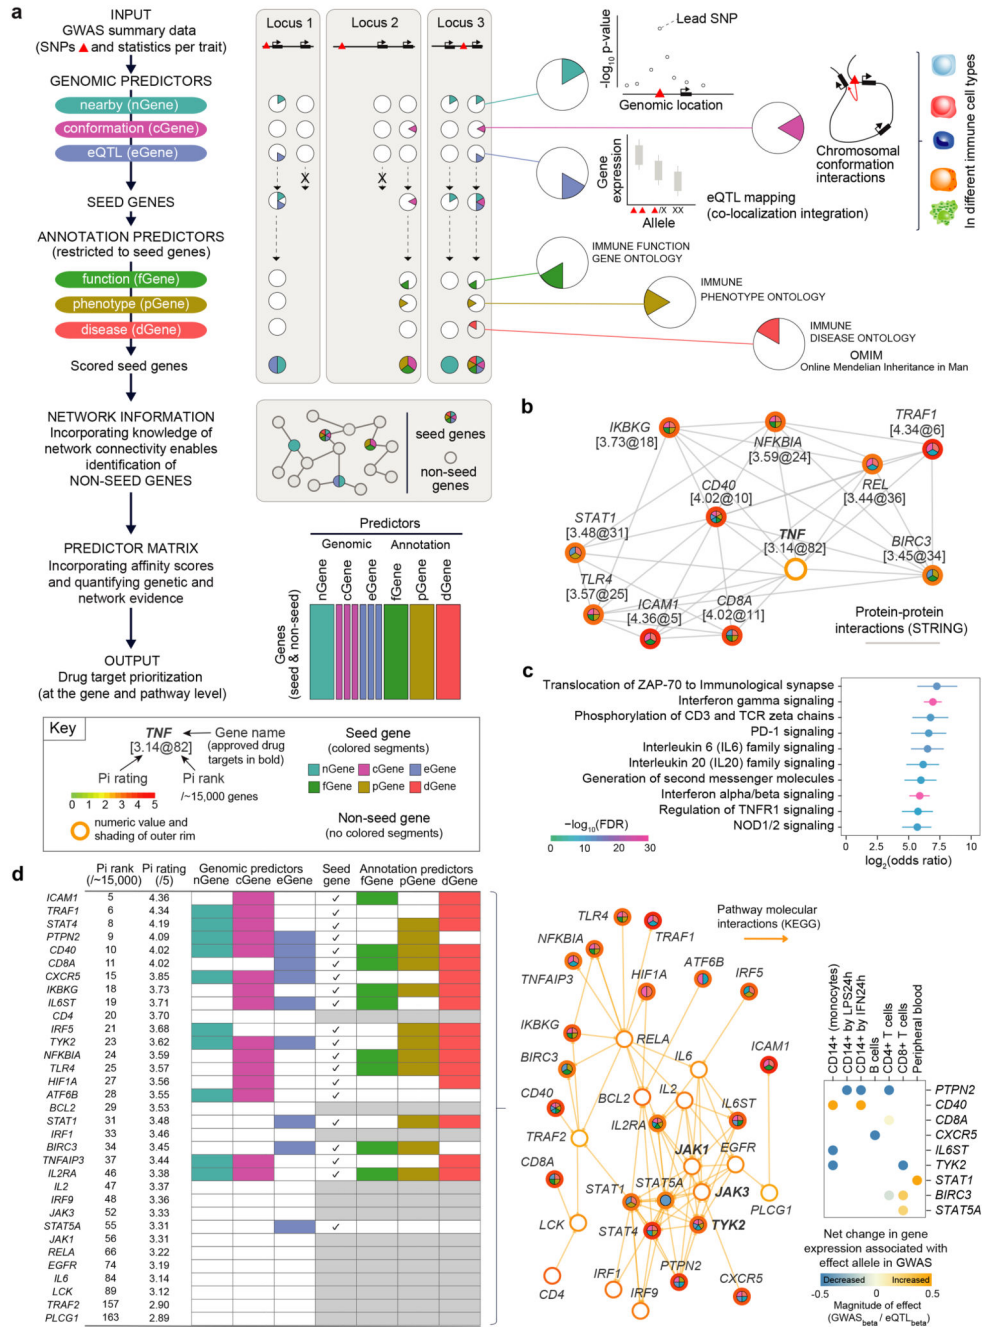 a
INPUT
GWAS summary data
(SNPs and statistics per trait)
GENOMIC PREDICTORS
nearby (nGene)
conformation (cGene)
eQTL (eGene)
SEED GENES
ANNOTATION PREDICTORS
(restricted to seed genes)
function (fGene)
phenotype (pGene)
disease (dGene)
Scored seed genes
NETWORK INFORMATION
Incorporating knowledge of
network connectivity enables
identification of
NON-SEED GENES
PREDICTOR MATRIX
Incorporating affinity scores
and quantifying genetic and
network evidence
OUTPUT
Drug target prioritization
(at the gene and pathway level)
Locus 1
Locus 2
Locus 3
X
X
Lead SNP
-log10 p-value
Genomic location
Gene
expression
/X XX
Allele
eQTL mapping
(co-localization integration)
Chromosomal
conformation
interactions
In different immune cell types
IMMUNE FUNCTION
GENE ONTOLOGY
IMMUNE
PHENOTYPE ONTOLOGY
IMMUNE
DISEASE ONTOLOGY
OMIM
Online Mendelian Inheritance in Man
seed genes
non-seed
genes
Predictors
Genomic Annotation
nGene
cGene
eGene
fGene
pGene
dGene
Genes
(seed & non-seed)
Key
TNF
[3.14@82]
Gene name
(approved drug
targets in bold)
Pi rating
Pi rank
/~15,000 genes
0 1 2 3 4 5
numeric value and
shading of outer rim
Seed gene
(colored segments)
nGene cGene eGene
fGene pGene dGene
Non-seed gene
(no colored segments)
b
IKBKG
[3.73@18]
NFKBIA
[3.59@24]
TRAF1
[4.34@6]
CD40
[4.02@10]
REL
[3.44@36]
STAT1
[3.48@31]
TNF
[3.14@82]
BIRC3
[3.45@34]
TLR4
[3.57@25]
ICAM1
[4.36@5]
CD8A
[4.02@11]
Protein-protein
interactions (STRING)
c
Translocation of ZAP-70 to Immunological synapse
Interferon gamma signaling
Phosphorylation of CD3 and TCR zeta chains
PD-1 signaling
Interleukin 6 (IL6) family signaling
Interleukin 20 (IL20) family signaling
Generation of second messenger molecules
Interferon alpha/beta signaling
Regulation of TNFR1 signaling
NOD1/2 signaling
−log10(FDR)
0 10 20 30
2.5 5.0 7.5 10.0
log2(odds ratio)
d
Pi rank
(/~15,000)
Pi rating
(/5)
Genomic predictors
nGene cGene eGene
Seed
gene
Annotation predictors
fGene pGene dGene
ICAM1 5 4.36 ✓
TRAF1 6 4.34 ✓
STAT4 8 4.19 ✓
PTPN2 9 4.09 ✓
CD40 10 4.02 ✓
CD8A 11 4.02 ✓
CXCR5 15 3.85 ✓
IKBKG 18 3.73 ✓
IL6ST 19 3.71 ✓
CD4 20 3.70
IRF5 21 3.68 ✓
TYK2 23 3.62 ✓
NFKBIA 24 3.59 ✓
TLR4 25 3.57 ✓
HIF1A 27 3.56 ✓
ATF6B 28 3.55 ✓
BCL2 29 3.53
STAT1 31 3.48 ✓
IRF1 33 3.46
BIRC3 34 3.45 ✓
TNFAIP3 37 3.44 ✓
IL2RA 46 3.38 ✓
IL2 47 3.37
IRF9 48 3.36
JAK3 52 3.33
STAT5A 55 3.31 ✓
JAK1 56 3.31
RELA 66 3.22
EGFR 74 3.19
IL6 84 3.14
LCK 89 3.12
TRAF2 157 2.90
PLCG1 163 2.89
Pathway molecular
interactions (KEGG)
TLR4
TRAF1
NFKBIA
ATF6B
TNFAIP3
HIF1A
IRF5
IKBKG
RELA
IL6
ICAM1
BIRC3
CD40
BCL2
IL2
IL6ST
TRAF2
IL2RA
JAK1
EGFR
CD8A
STAT1
STAT5A
JAK3
PLCG1
LCK
STAT4
TYK2
PTPN2
CD4
IRF1
IRF9
CXCR5
CD14+ (monocytes)
CD14+ by LPS24h
CD14+ by IFN24h
B cells
CD4+ T cells
CD8+ T cells
Peripheral blood
PTPN2
CD40
CD8A
CXCR5
IL6ST
TYK2
STAT1
BIRC3
STAT5A
Net change in gene
expression associated with
effect allele in GWAS
Decreased Increased
-0.5 0 0.5
Magnitude of effect
(GWASbeta / eQTLbeta)